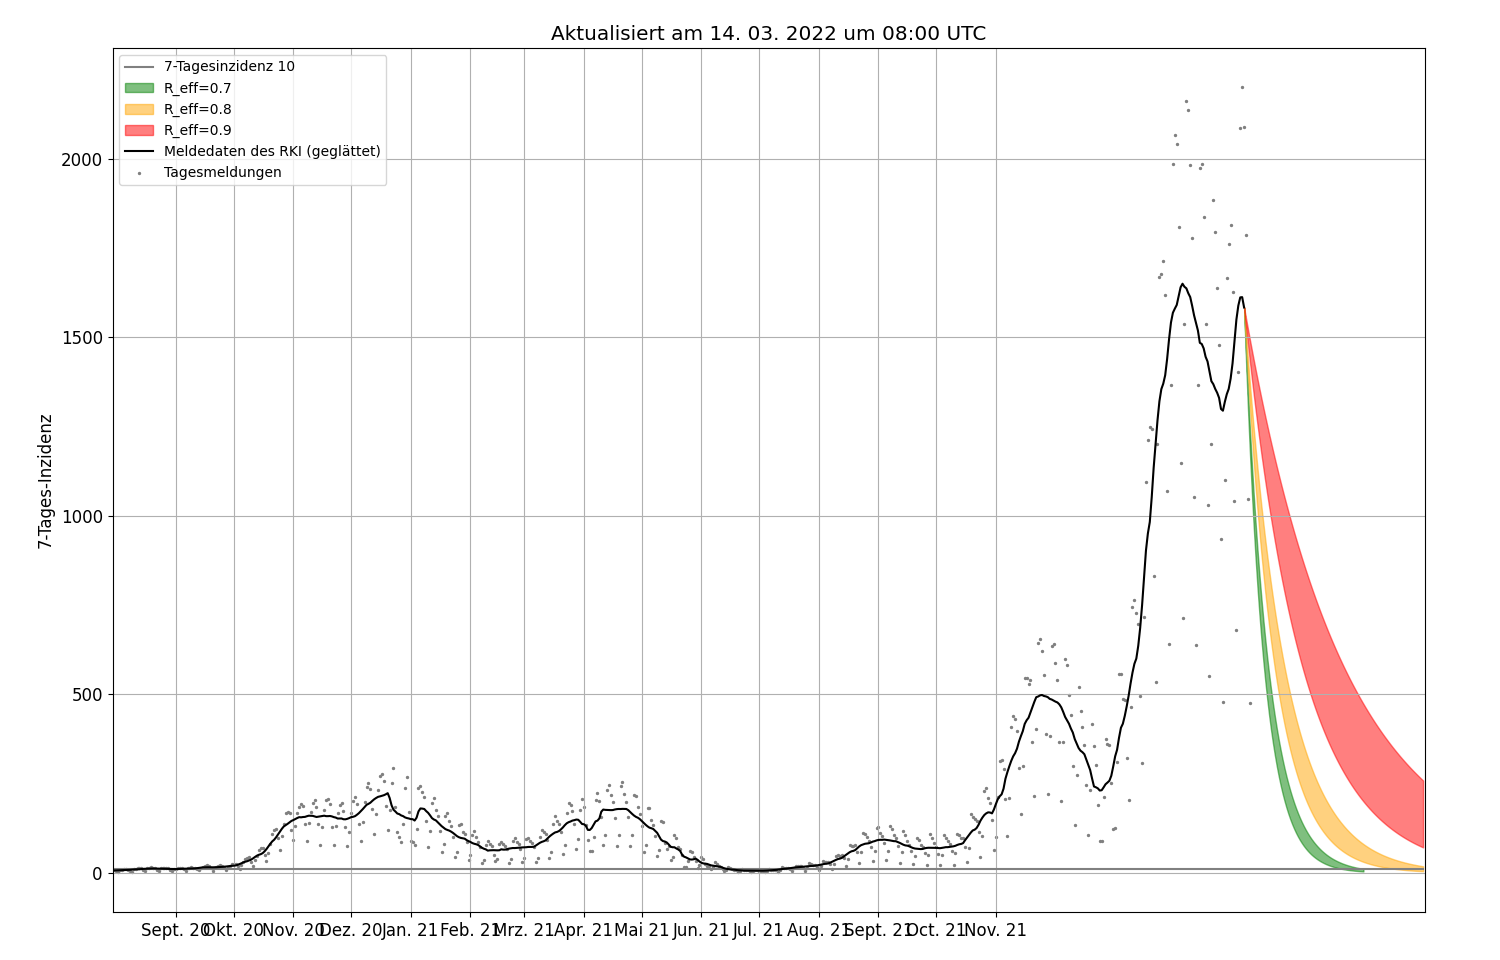 Aktualisiert am 14. 03. 2022 um 08:00 UTC
7-Tagesinzidenz 10
R_eff=0.7
R_eff=0.8
R_eff=0.9
Meldedaten des RKI (geglättet)
Tagesmeldungen
7-Tages-Inzidenz
2000
1500
1000
500
0
Sept. 20 Okt. 20 Nov. 20 Dez. 20 Jan. 21 Feb. 21 Mrz. 21 Apr. 21 Mai 21 Jun. 21 Jul. 21 Aug. 21 Sept. 21 Oct. 21 Nov. 21